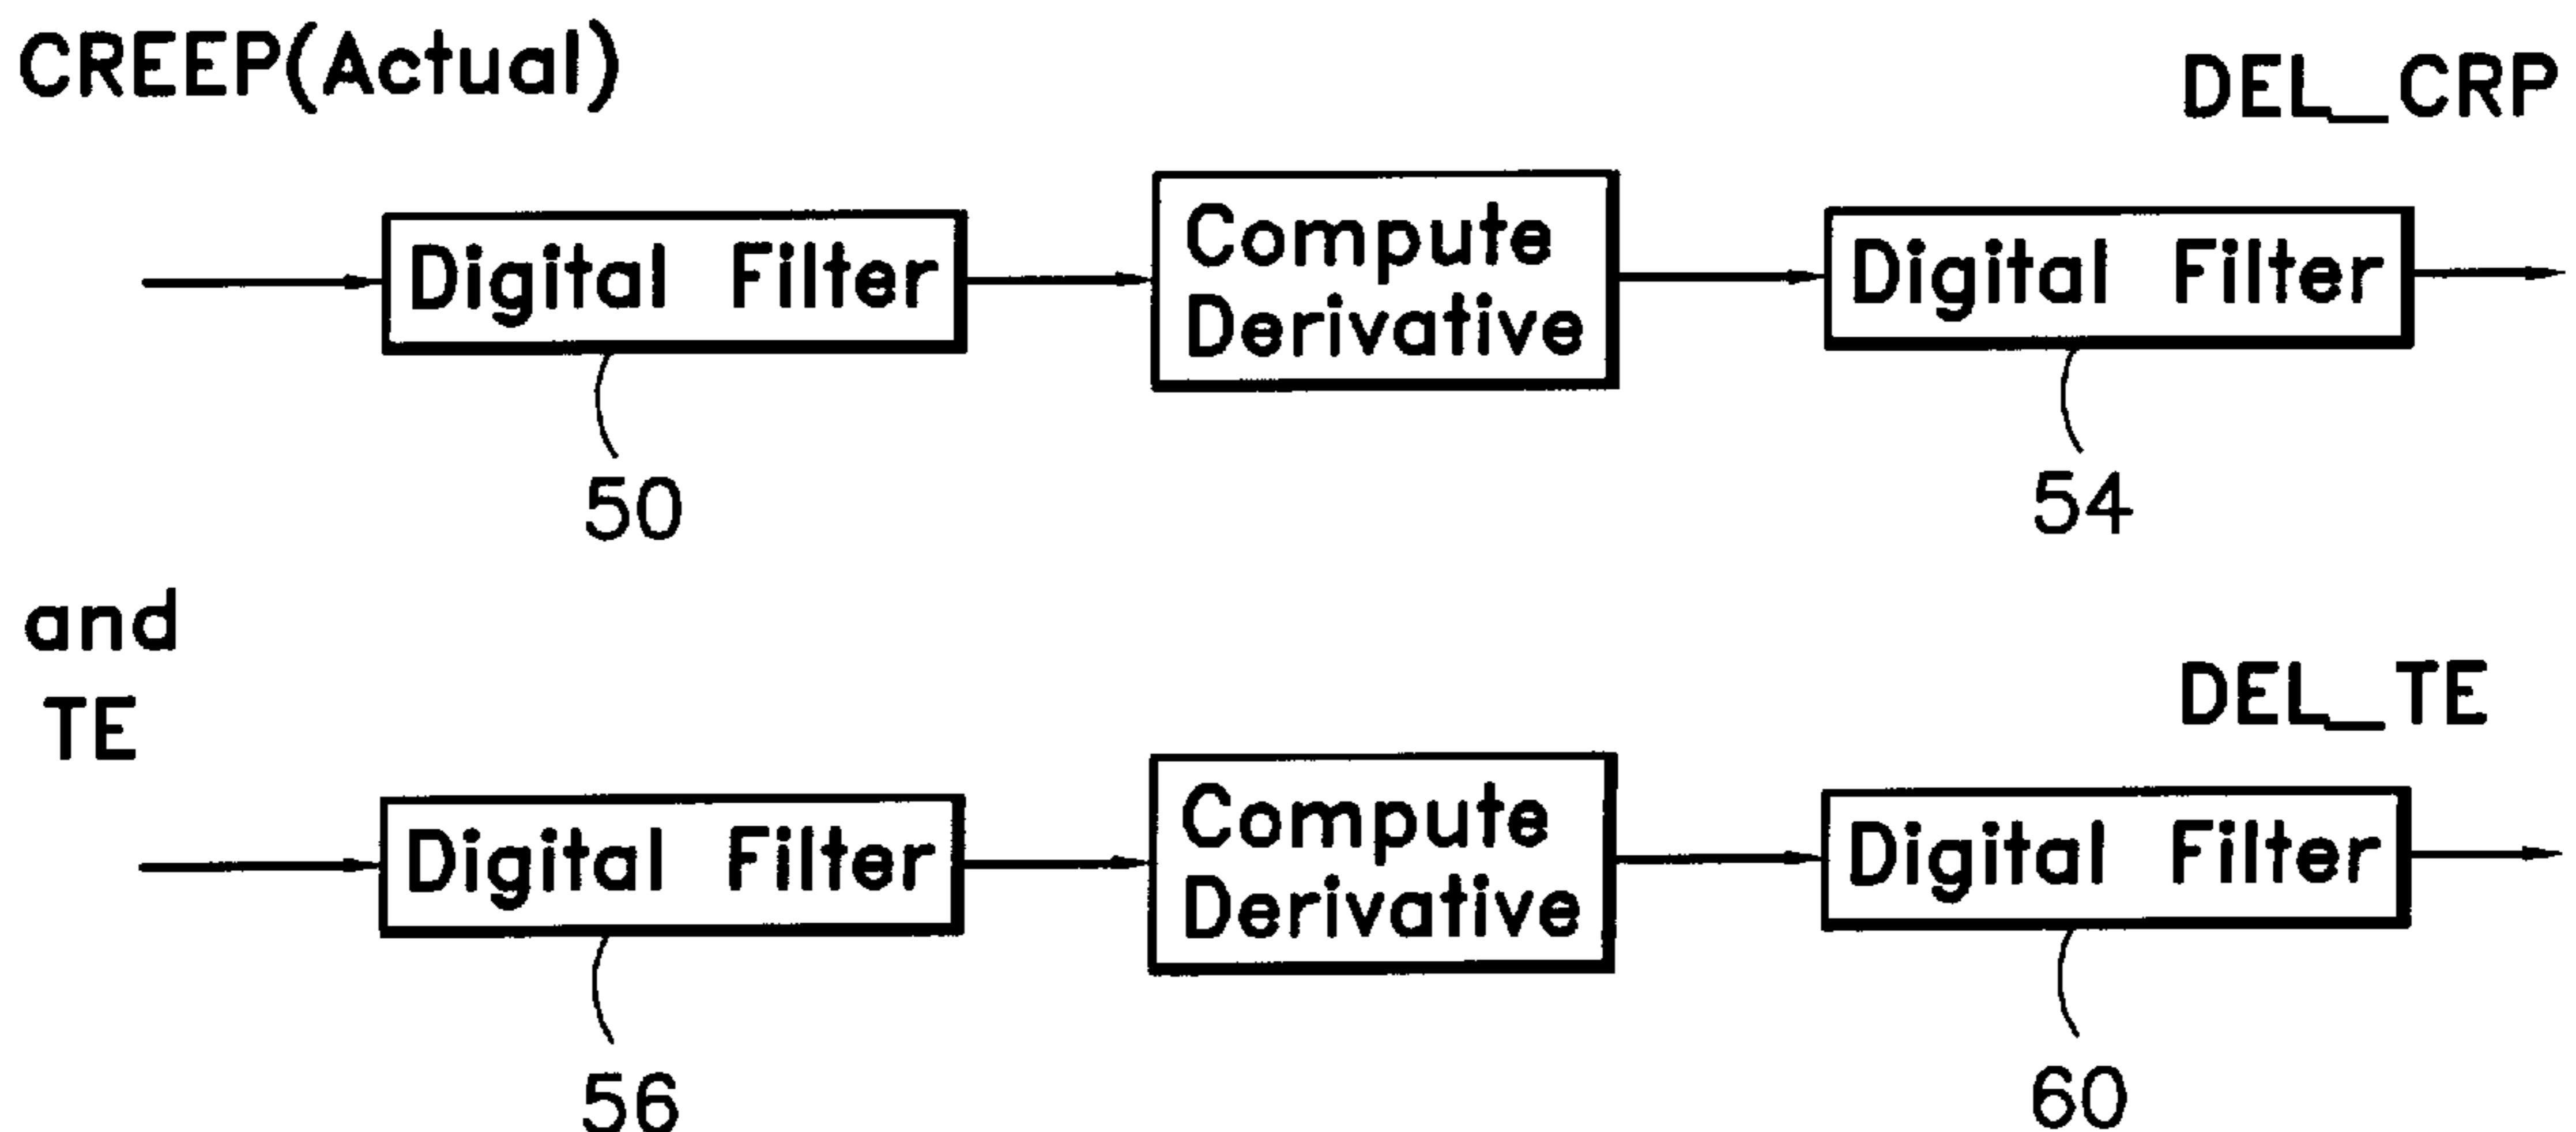 CREEP(Actual)
DEL_CRP
Digital Filter
Compute
Derivative
Digital Filter
50
54
and
TE
DEL_TE
Digital Filter
Compute
Derivative
Digital Filter
56
60